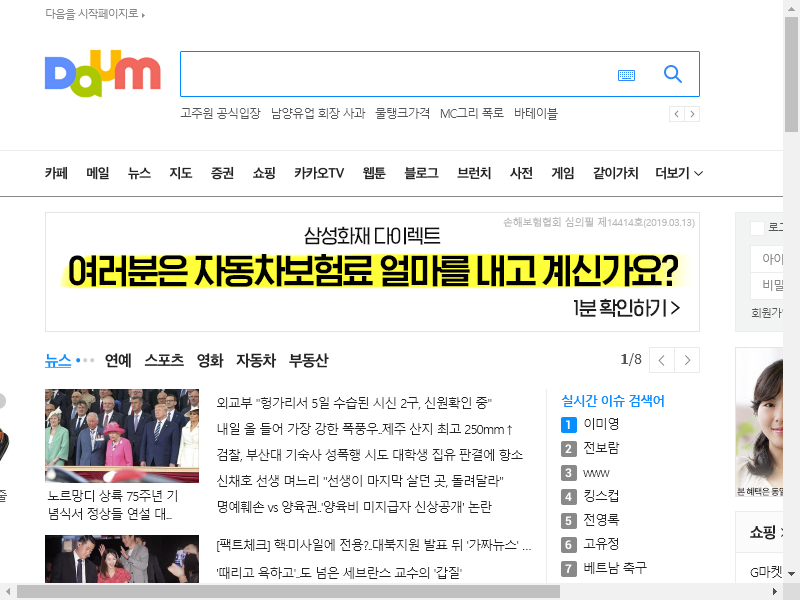 다음을 시작페이지로
Daum
고주원 공식입장 남양유업 회장 사과 물탱크가격 MC그리 폭로 바테이블
카페 메일 뉴스 지도 증권 쇼핑 카카오TV 웹툰 블로그 브런치 사전 게임 같이가치 더보기
손해보험협회 심의필 제14414호(2019.03.13)
삼성화재 다이렉트
여러분은 자동차보험료 얼마를 내고 계신가요?
1분 확인하기 >
로그
아이
비밀
회원가
뉴스 연예 스포츠 영화 자동차 부동산
1/8
노르망디 상륙 75주년 기
념식서 정상들 연설 대...
외교부 "헝가리서 5일 수습된 시신 2구, 신원확인 중"
내일 올 들어 가장 강한 폭풍우..제주 산지 최고 250mm↑
검찰, 부산대 기숙사 성폭행 시도 대학생 집유 판결에 항소
신채호 선생 며느리 "선생이 마지막 살던 곳, 돌려달라"
명예훼손 vs 양육권..'양육비 미지급자 신상공개' 논란
[팩트체크] 핵·미사일에 전용?..대북지원 발표 뒤 '가짜뉴스' ...
'때리고 욕하고'..도 넘은 세브란스 교수의 '갑질'
실시간 이슈 검색어
1 이미영
2 전보람
3 www
4 킹스컵
5 전영록
6 고유정
7 베트남 축구
줄
본 혜택은 동일
쇼핑
G마켓